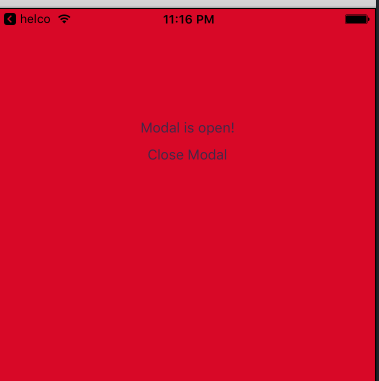 helco 11:16 PM
Modal is open!
Close Modal